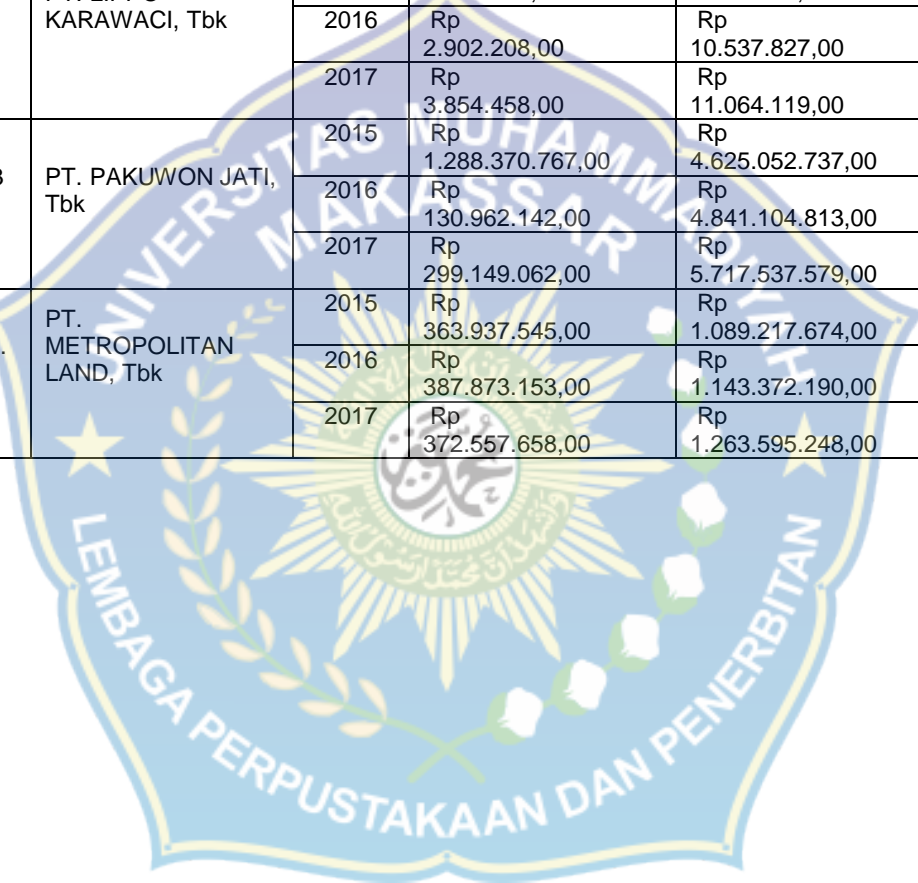 KARAWACI, Tbk
2016
Rp
2.902.208,00
Rp
10.537.827,00
2017
Rp
3.854.458,00
Rp
11.064.119,00
PT. PAKUWON JATI,
Tbk
2015
Rp
1.288.370.767,00
Rp
4.625.052.737,00
2016
Rp
130.962.142,00
Rp
4.841.104.813,00
2017
Rp
299.149.062,00
Rp
5.717.537.579,00
PT.
METROPOLITAN
LAND, Tbk
2015
Rp
363.937.545,00
Rp
1.089.217.674,00
2016
Rp
387.873.153,00
Rp
1.143.372.190,00
2017
Rp
372.557.658,00
Rp
1.263.595.248,00
UNIVERSITAS MUHAMMADIYAH
MAKASSAR
LEMBAGA PERPUSTAKAAN DAN PENERBITAN